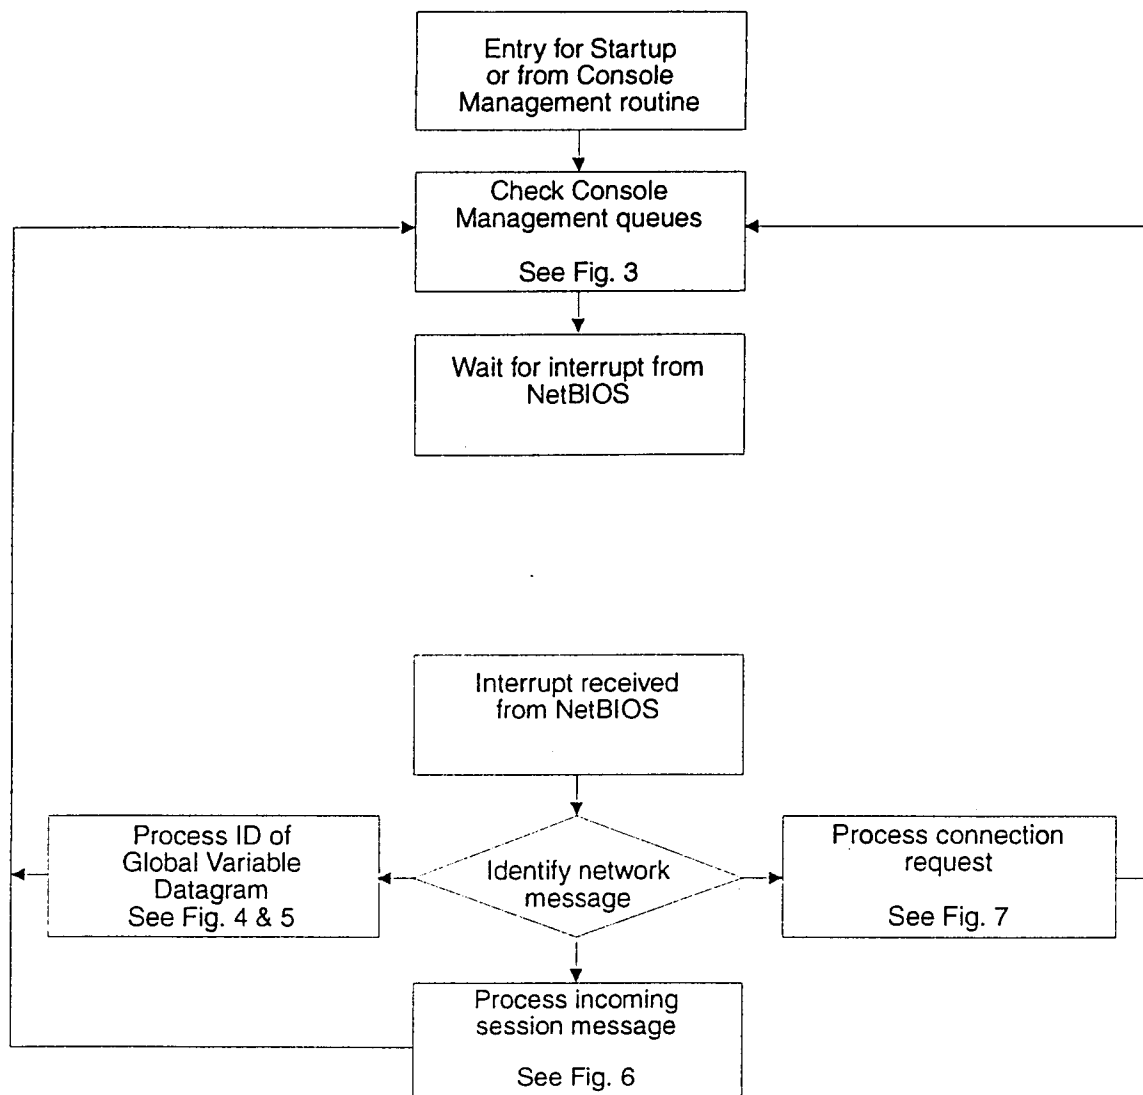 Entry for Startup
or from Console
Management routine
Check Console
Management queues
See Fig. 3
Wait for interrupt from
NetBIOS
Interrupt received
from NetBIOS
Process ID of
Global Variable
Datagram
See Fig. 4 & 5
Identify network
message
Process connection
request
See Fig. 7
Process incoming
session message
See Fig. 6